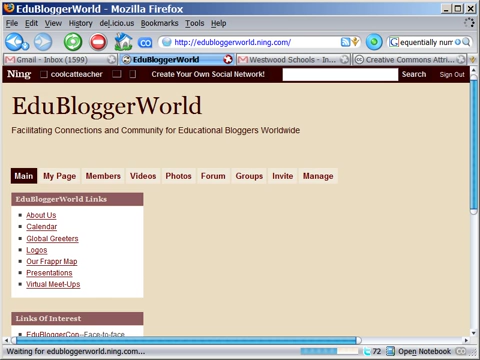 EduBloggerWorld - Mozilla Firefox
File Edit View History del.icio.us Bookmarks Tools Help
http://edubloggerworld.ning.com/ equentially num
Gmail - Inbox (1599) EduBloggerWorld Westwood Schools - In... Creative Commons Attri...
Ning coolcatteacher Create Your Own Social Network! Search Sign Out
EduBloggerWorld
Facilitating Connections and Community for Educational Bloggers Worldwide
Main My Page Members Videos Photos Forum Groups Invite Manage
EduBloggerWorld Links
About Us
Calendar
Global Greeters
Logos
Our Frappr Map
Presentations
Virtual Meet-Ups
Links Of Interest
EduBloggerCon--Face-to-face
Waiting for edubloggerworld.ning.com... 72 Open Notebook